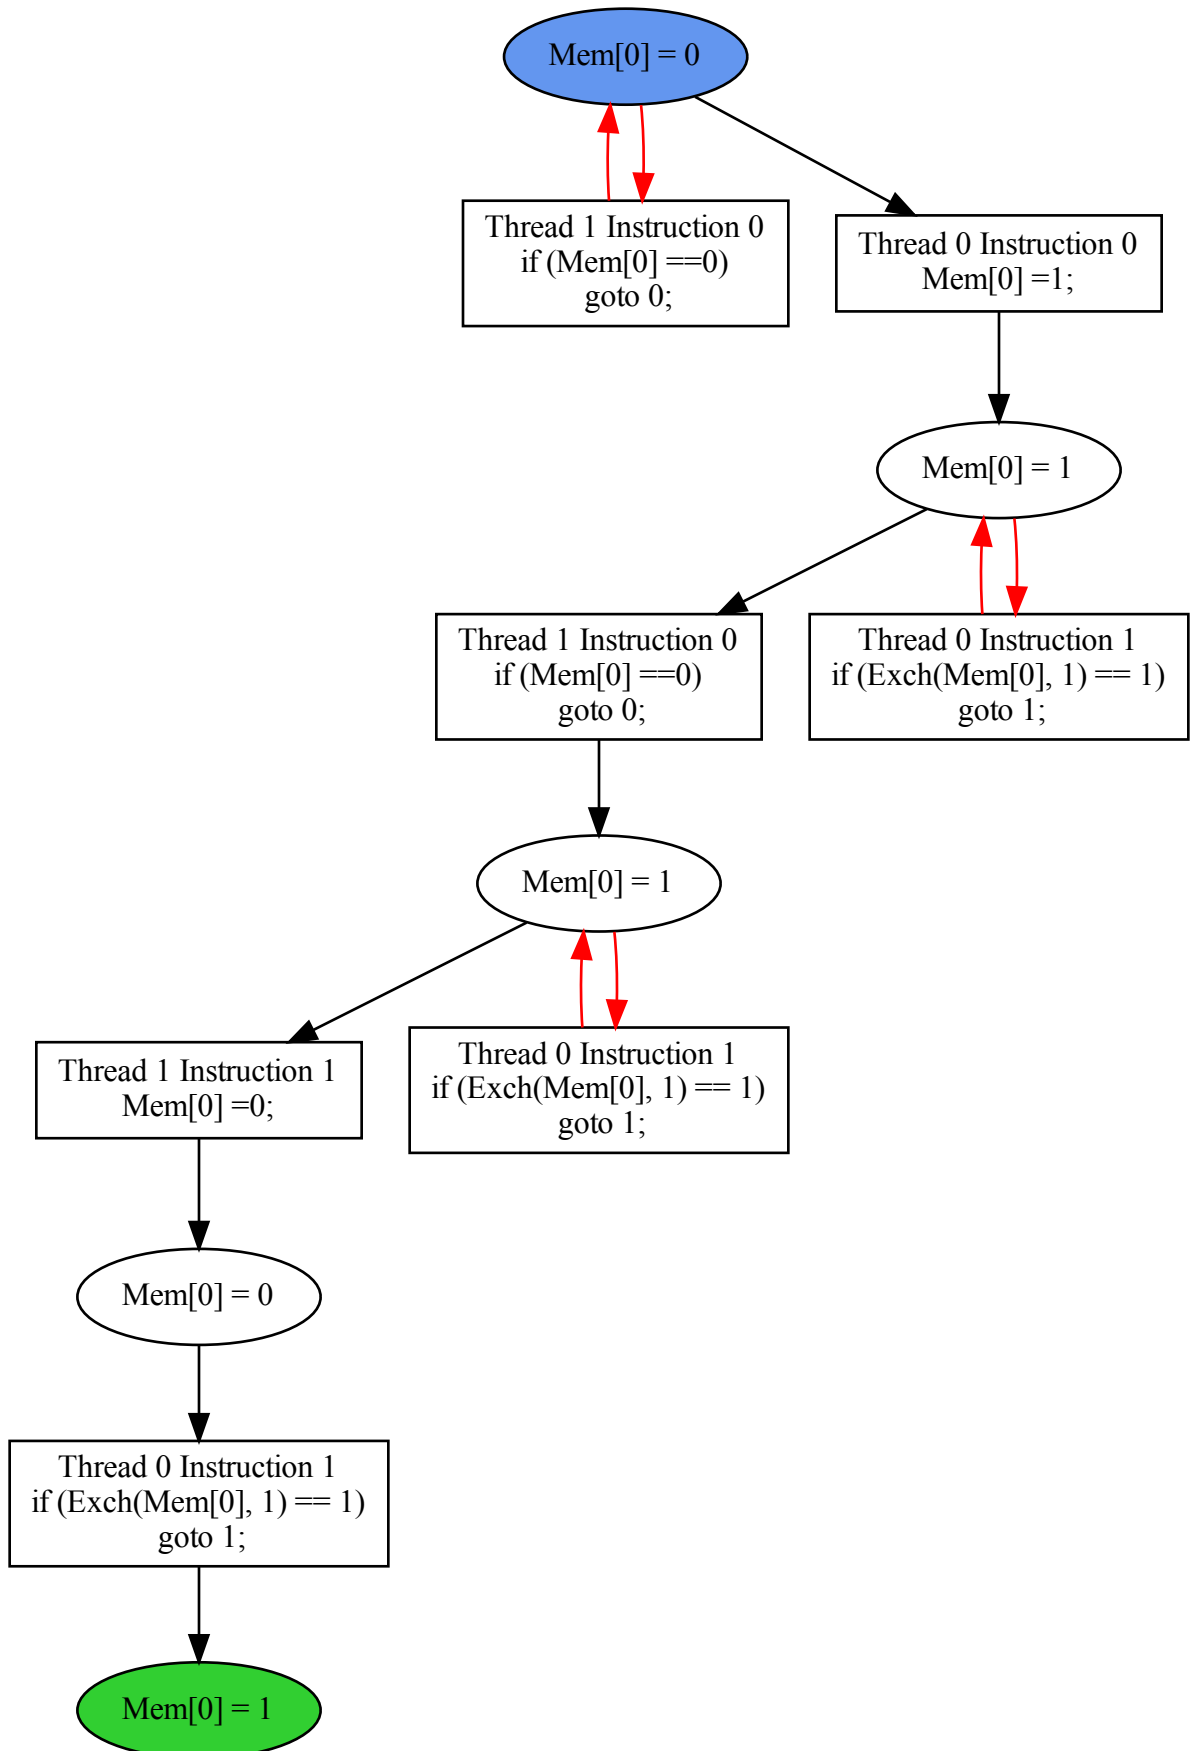 Mem[0] = 0
Thread 1 Instruction 0
if (Mem[0] ==0)
goto 0;
Thread 0 Instruction 0
Mem[0] =1;
Mem[0] = 1
Thread 1 Instruction 0
if (Mem[0] ==0)
goto 0;
Thread 0 Instruction 1
if (Exch(Mem[0], 1) == 1)
goto 1;
Mem[0] = 1
Thread 1 Instruction 1
Mem[0] =0;
Thread 0 Instruction 1
if (Exch(Mem[0], 1) == 1)
goto 1;
Mem[0] = 0
Thread 0 Instruction 1
if (Exch(Mem[0], 1) == 1)
goto 1;
Mem[0] = 1